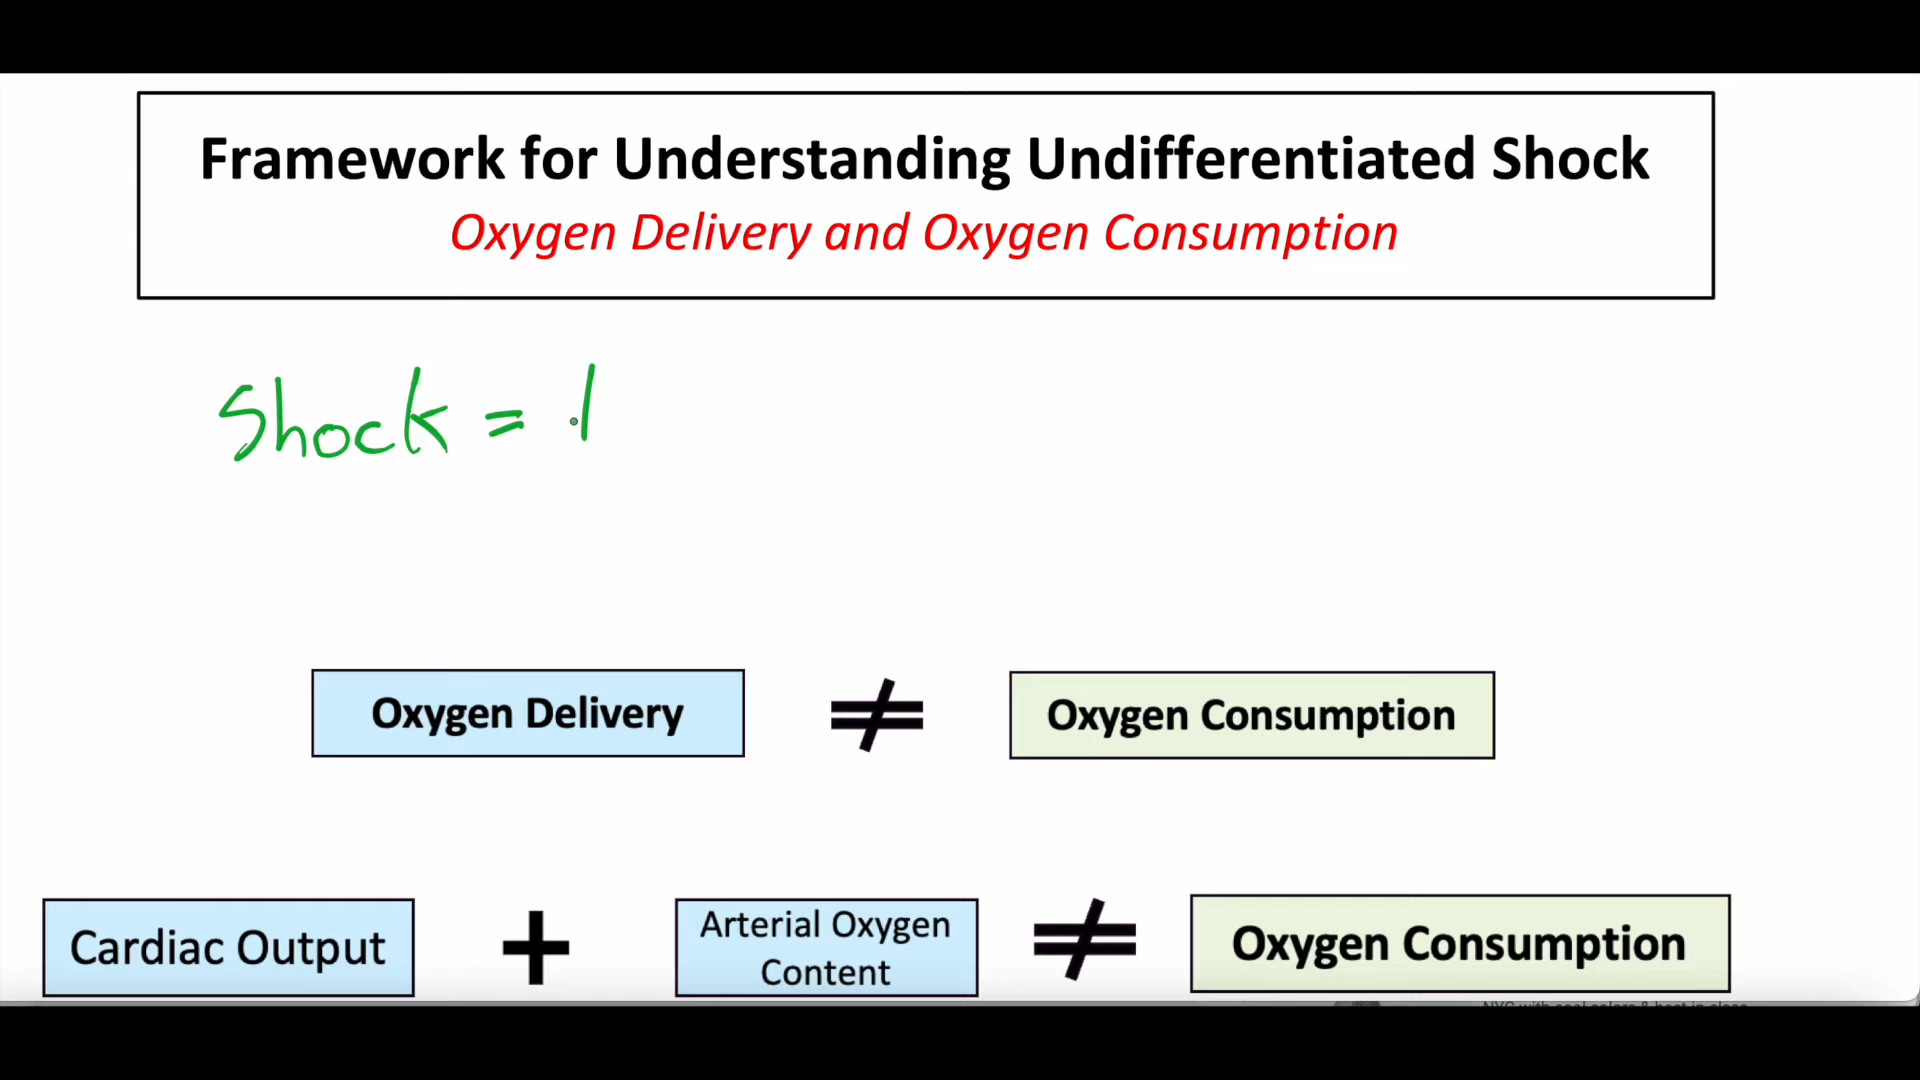 Framework for Understanding Undifferentiated Shock
Oxygen Delivery and Oxygen Consumption
Shock =
Oxygen Delivery ≠ Oxygen Consumption
Cardiac Output + Arterial Oxygen Content ≠ Oxygen Consumption